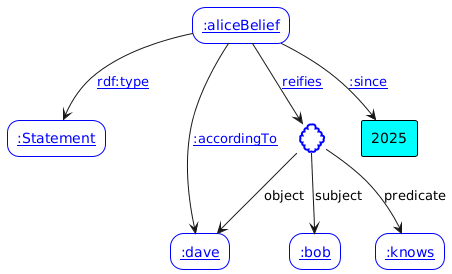 :aliceBelief
rdf:type
reifies
:since
:Statement
2025
:accordingTo
object
subject
predicate
:dave
:bob
:knows